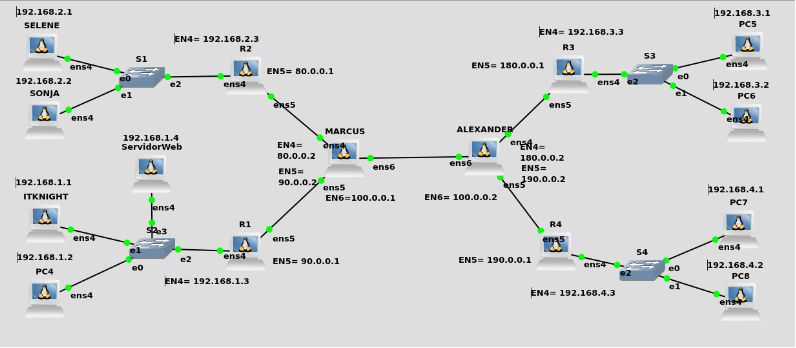 192.168.2.1
SELENE
ens4
S1
e0
e1
e2
192.168.2.2
SONJA
ens4
EN4= 192.168.2.3
R2
ens4
EN5= 80.0.0.1
ens5
192.168.1.4
ServidorWeb
ens4
MARCUS
ens4
EN4=
80.0.0.2
EN5=
90.0.0.2
ens5
ens6
EN6=100.0.0.1
192.168.1.1
ITKNIGHT
ens4
S2
e3
e1
e2
e0
192.168.1.2
PC4
ens4
R1
ens4
ens5
EN5= 90.0.0.1
EN4= 192.168.1.3
EN4= 192.168.3.3
R3
EN5= 180.0.0.1
ens4
ens5
S3
e2
e0
e1
192.168.3.1
PC5
ens4
192.168.3.2
PC6
ens4
ALEXANDER
ens4
EN4=
180.0.0.2
EN5=
190.0.0.2
ens6
ens5
EN6= 100.0.0.2
R4
ens5
EN5= 190.0.0.1
ens4
EN4= 192.168.4.3
S4
e2
e0
e1
192.168.4.1
PC7
ens4
192.168.4.2
PC8
ens4